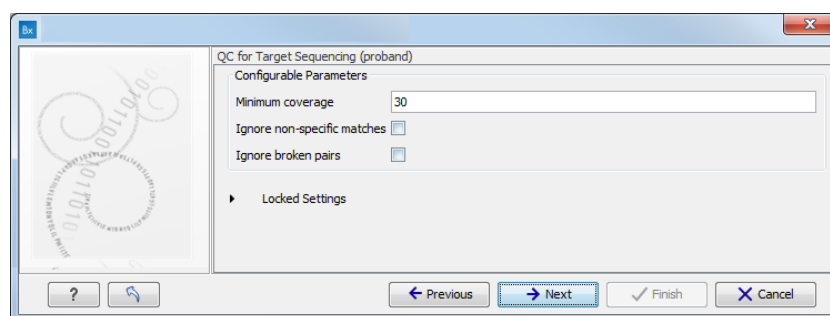 Bx
QC for Target Sequencing (proband)
Configurable Parameters
Minimum coverage 30
Ignore non-specific matches
Ignore broken pairs
Locked Settings
? Previous Next Finish Cancel